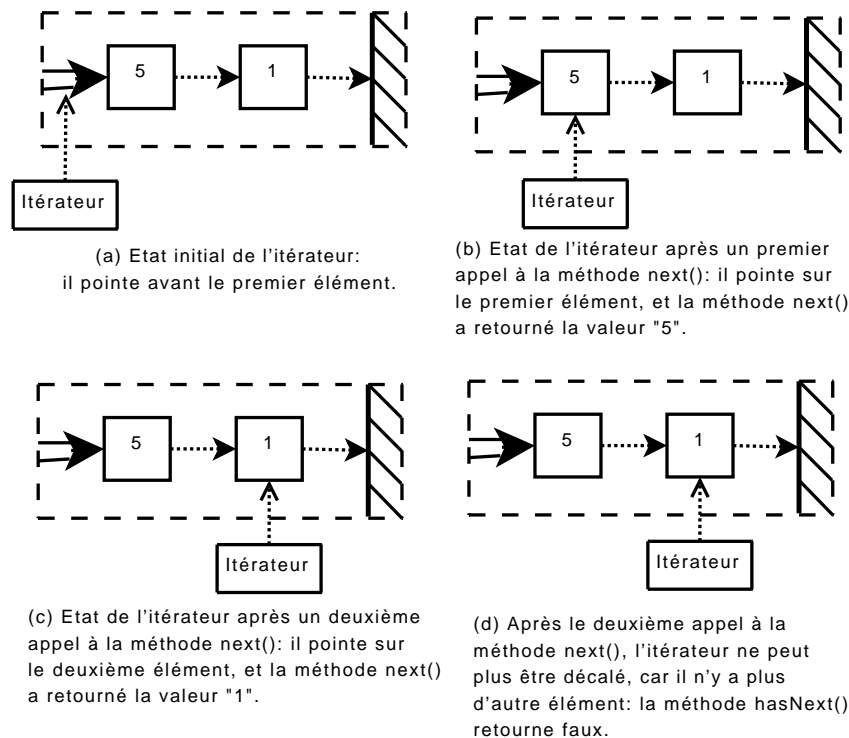 5
1
Itérateur
(a) Etat initial de l'itérateur:
il pointe avant le premier élément.
5
1
Itérateur
(b) Etat de l'itérateur après un premier
appel à la méthode next(): il pointe sur
le premier élément, et la méthode next()
a retourné la valeur "5".
5
1
Itérateur
(c) Etat de l'itérateur après un deuxième
appel à la méthode next(): il pointe sur
le deuxième élément, et la méthode next()
a retourné la valeur "1".
5
1
Itérateur
(d) Après le deuxième appel à la
méthode next(), l'itérateur ne peut
plus être décalé, car il n'y a plus
d'autre élément: la méthode hasNext()
retourne faux.